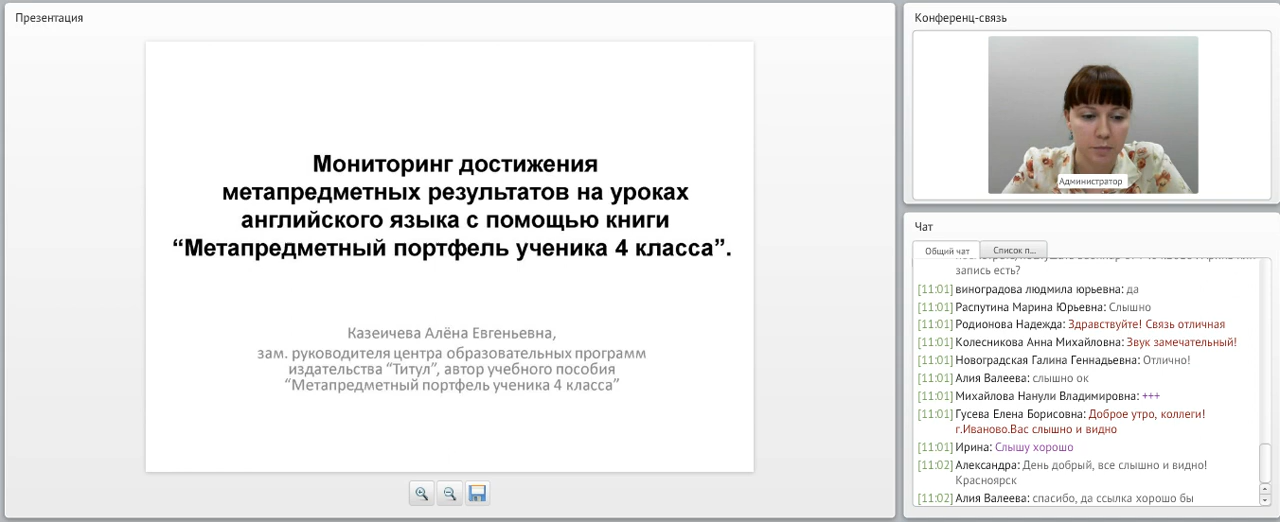 Презентация
Мониторинг достижения
метапредметных результатов на уроках
английского языка с помощью книги
“Метапредметный портфель ученика 4 класса”.
Казеичева Алёна Евгеньевна,
зам. руководителя центра образовательных программ
издательства “Титул”, автор учебного пособия
“Метапредметный портфель ученика 4 класса”
Конференц-связь
Администратор
Чат
Общий чат
Список п...
запись есть?
[11:01] виноградова людмила юрьевна: да
[11:01] Распутина Марина Юрьевна: Слышно
[11:01] Родионова Надежда: Здравствуйте! Связь отличная
[11:01] Колесникова Анна Михайловна: Звук замечательный!
[11:01] Новоградская Галина Геннадьевна: Отлично!
[11:01] Алия Валеева: слышно ок
[11:01] Михайлова Нанули Владимировна: +++
[11:01] Гусева Елена Борисовна: Доброе утро, коллеги!
г.Иваново.Вас слышно и видно
[11:01] Ирина: Слышу хорошо
[11:02] Александра: День добрый, все слышно и видно!
Красноярск
[11:02] Алия Валеева: спасибо, да ссылка хорошо бы